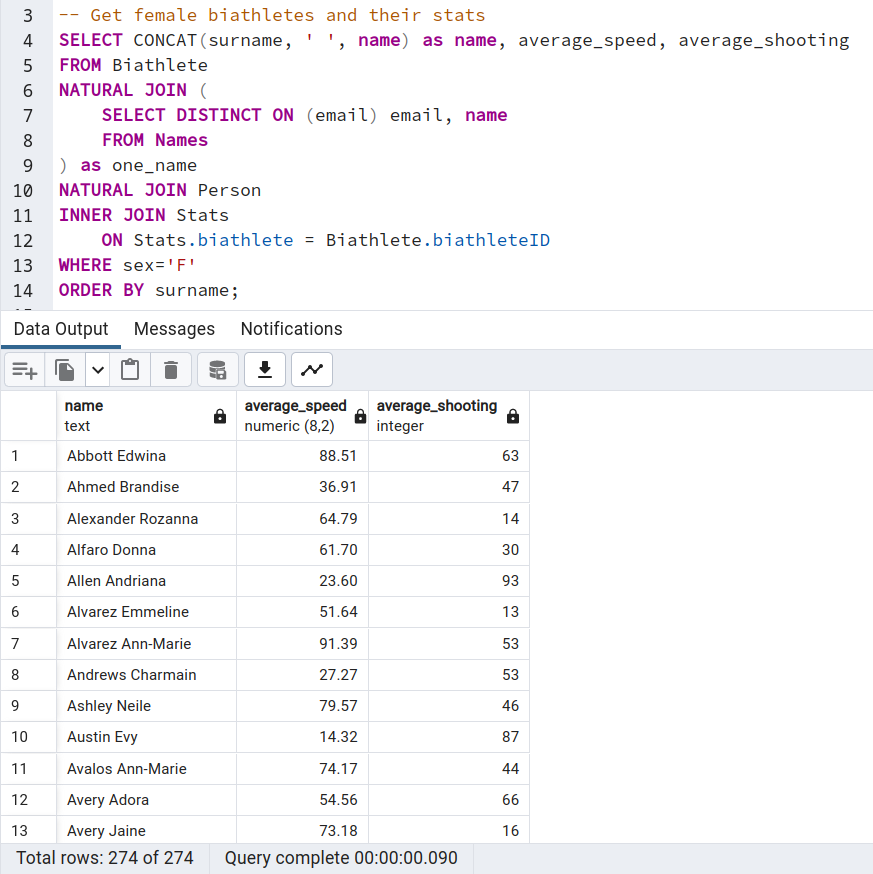 3 -- Get female biathletes and their stats
4 SELECT CONCAT(surname, ' ', name) as name, average_speed, average_shooting
5 FROM Biathlete
6 NATURAL JOIN (
7 SELECT DISTINCT ON (email) email, name
8 FROM Names
9 ) as one_name
10 NATURAL JOIN Person
11 INNER JOIN Stats
12 ON Stats.biathlete = Biathlete.biathleteID
13 WHERE sex='F'
14 ORDER BY surname;
Data Output Messages Notifications
name average_speed average_shooting
text numeric (8,2) integer
1 Abbott Edwina 88.51 63
2 Ahmed Brandise 36.91 47
3 Alexander Rozanna 64.79 14
4 Alfaro Donna 61.70 30
5 Allen Andriana 23.60 93
6 Alvarez Emmeline 51.64 13
7 Alvarez Ann-Marie 91.39 53
8 Andrews Charmain 27.27 53
9 Ashley Neile 79.57 46
10 Austin Evy 14.32 87
11 Avalos Ann-Marie 74.17 44
12 Avery Adora 54.56 66
13 Avery Jaine 73.18 16
Total rows: 274 of 274 Query complete 00:00:00.090